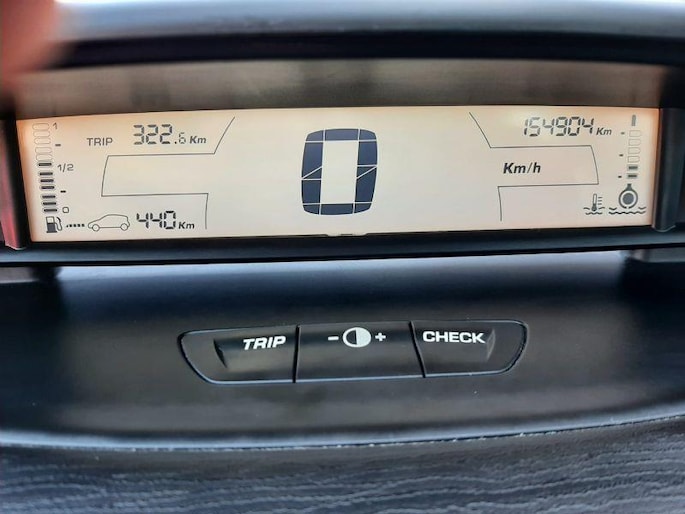 1
TRIP 322.6 Km
154904 Km
1/2
0
Km/h
0
440 Km
TRIP
- +
CHECK